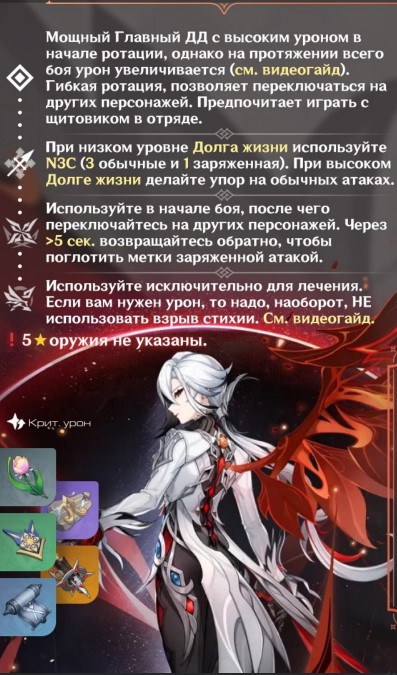 Мощный Главный ДД с высоким уроном в
начале ротации, однако на протяжении всего
боя урон увеличивается (см. видеогайд).
Гибкая ротация, позволяет переключаться на
других персонажей. Предпочитает играть с
щитовиком в отряде.
При низком уровне Долга жизни используйте
N3C (3 обычные и 1 заряженная). При высоком
Долге жизни делайте упор на обычных атаках.
Используйте в начале боя, после чего
переключайтесь на других персонажей. Через
>5 сек. возвращайтесь обратно, чтобы
поглотить метки заряженной атакой.
Используйте исключительно для лечения.
Если вам нужен урон, то надо, наоборот, НЕ
использовать взрыв стихии. См. видеогайд.
! 5★оружия не указаны.
Крит. урон